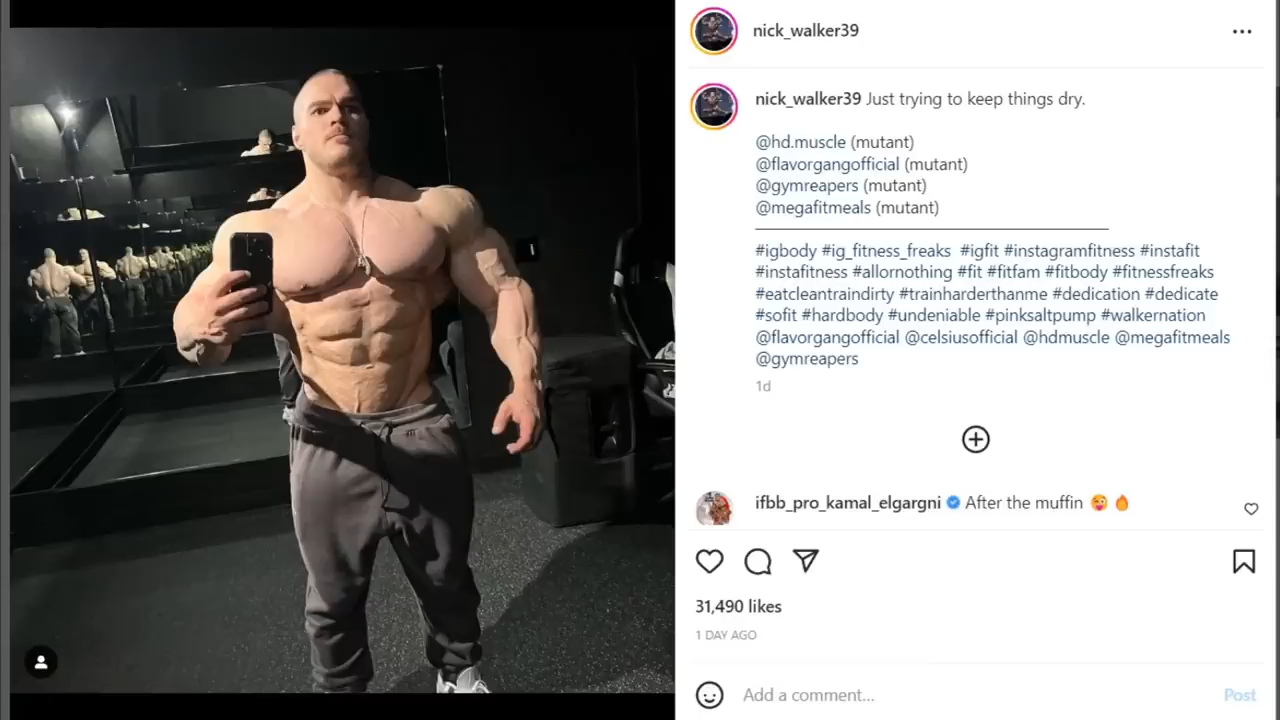 nick_walker39
nick_walker39 Just trying to keep things dry.
@hd.muscle (mutant)
@flavorgangofficial (mutant)
@gymreapers (mutant)
@megafitmeals (mutant)
#igbody #ig_fitness_freaks #igfit #instagramfitness #instafit
#instafitness #allornothing #fit #fitfam #fitbody #fitnessfreaks
#eatcleantraindirty #trainharderthanme #dedication #dedicate
#sofit #hardbody #undeniable #pinksaltpump #walkernation
@flavorgangofficial @celsiusofficial @hdmuscle @megafitmeals
@gymreapers
1d
ifbb_pro_kamal_elgargni After the muffin 😜 🔥
31,490 likes
1 DAY AGO
Add a comment... Post